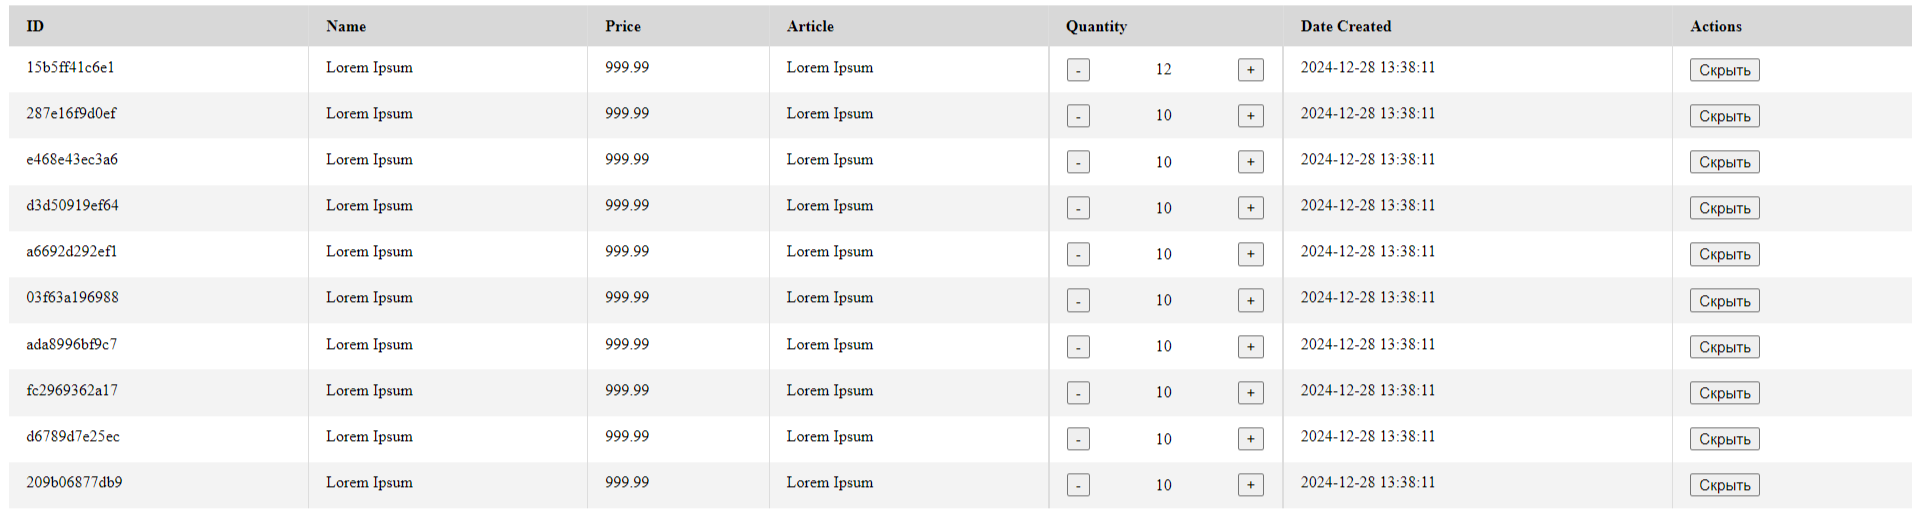 ID Name Price Article Quantity Date Created Actions
15b5ff41c6e1 Lorem Ipsum 999.99 Lorem Ipsum - 12 + 2024-12-28 13:38:11 Скрыть
287e16f9d0ef Lorem Ipsum 999.99 Lorem Ipsum - 10 + 2024-12-28 13:38:11 Скрыть
e468e43ec3a6 Lorem Ipsum 999.99 Lorem Ipsum - 10 + 2024-12-28 13:38:11 Скрыть
d3d50919ef64 Lorem Ipsum 999.99 Lorem Ipsum - 10 + 2024-12-28 13:38:11 Скрыть
a6692d292ef1 Lorem Ipsum 999.99 Lorem Ipsum - 10 + 2024-12-28 13:38:11 Скрыть
03f63a196988 Lorem Ipsum 999.99 Lorem Ipsum - 10 + 2024-12-28 13:38:11 Скрыть
ada8996bf9c7 Lorem Ipsum 999.99 Lorem Ipsum - 10 + 2024-12-28 13:38:11 Скрыть
fc2969362a17 Lorem Ipsum 999.99 Lorem Ipsum - 10 + 2024-12-28 13:38:11 Скрыть
d6789d7e25ec Lorem Ipsum 999.99 Lorem Ipsum - 10 + 2024-12-28 13:38:11 Скрыть
209b06877db9 Lorem Ipsum 999.99 Lorem Ipsum - 10 + 2024-12-28 13:38:11 Скрыть